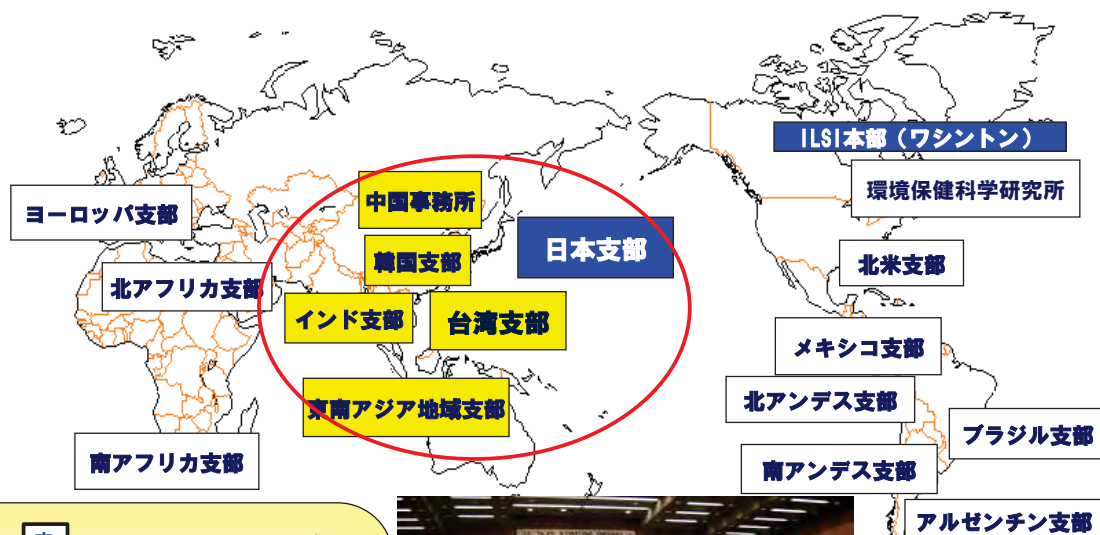 ILSI本部（ワシントン）
環境保健科学研究所
中国事務所
ヨーロッパ支部
日本支部
韓国支部
北米支部
北アフリカ支部
インド支部
台湾支部
メキシコ支部
東南アジア地域支部
北アンデス支部
ブラジル支部
南アフリカ支部
南アンデス支部
アルゼンチン支部